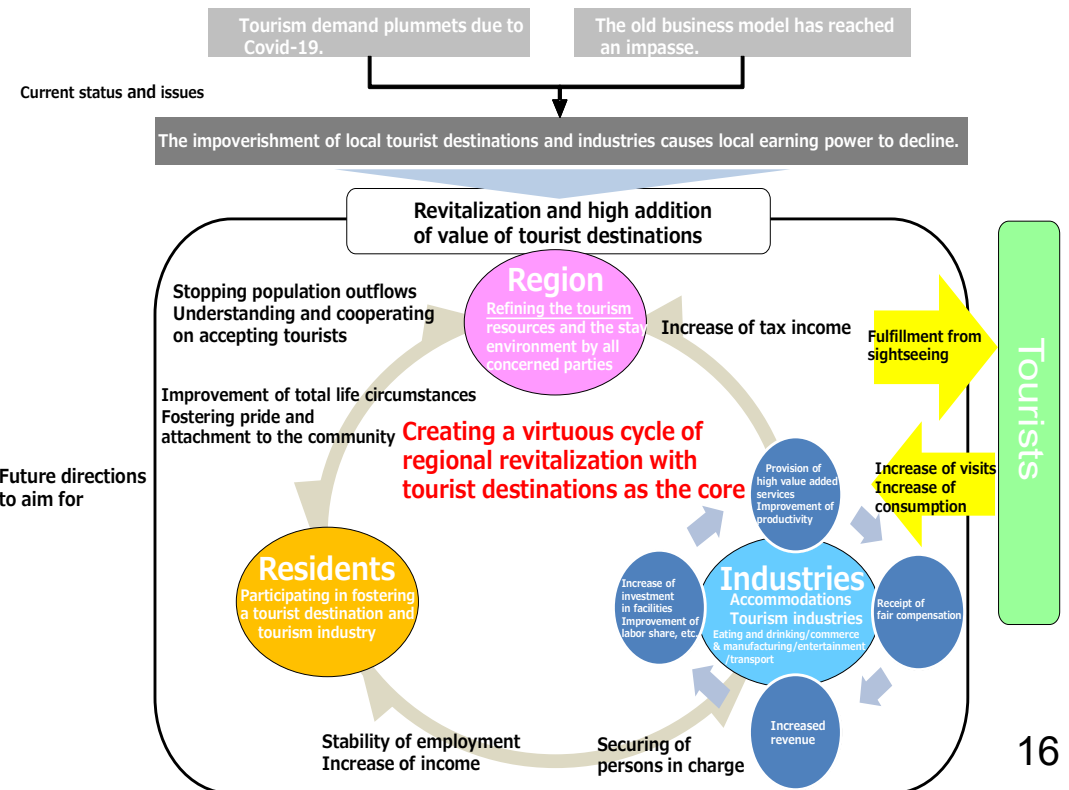 Tourism demand plummets due to
Covid-19.
The old business model has reached
an impasse.
Current status and issues
The impoverishment of local tourist destinations and industries causes local earning power to decline.
Revitalization and high addition
of value of tourist destinations
Region
Refining the tourism
resources and the stay
environment by all
concerned parties
Stopping population outflows
Understanding and cooperating
on accepting tourists
Increase of tax income
Fulfillment from
sightseeing
Tourists
Improvement of total life circumstances
Fostering pride and
attachment to the community
Creating a virtuous cycle of
regional revitalization with
tourist destinations as the core
Future directions
to aim for
Increase of visits
Increase of
consumption
Provision of
high value added
services
Improvement of
productivity
Residents
Participating in fostering
a tourist destination and
tourism industry
Increase of
investment
in facilities
Improvement of
labor share, etc.
Industries
Accommodations
Tourism industries
Eating and drinking/commerce
& manufacturing/entertainment
/transport
Receipt of
fair compensation
Increased
revenue
Stability of employment
Increase of income
Securing of
persons in charge
16